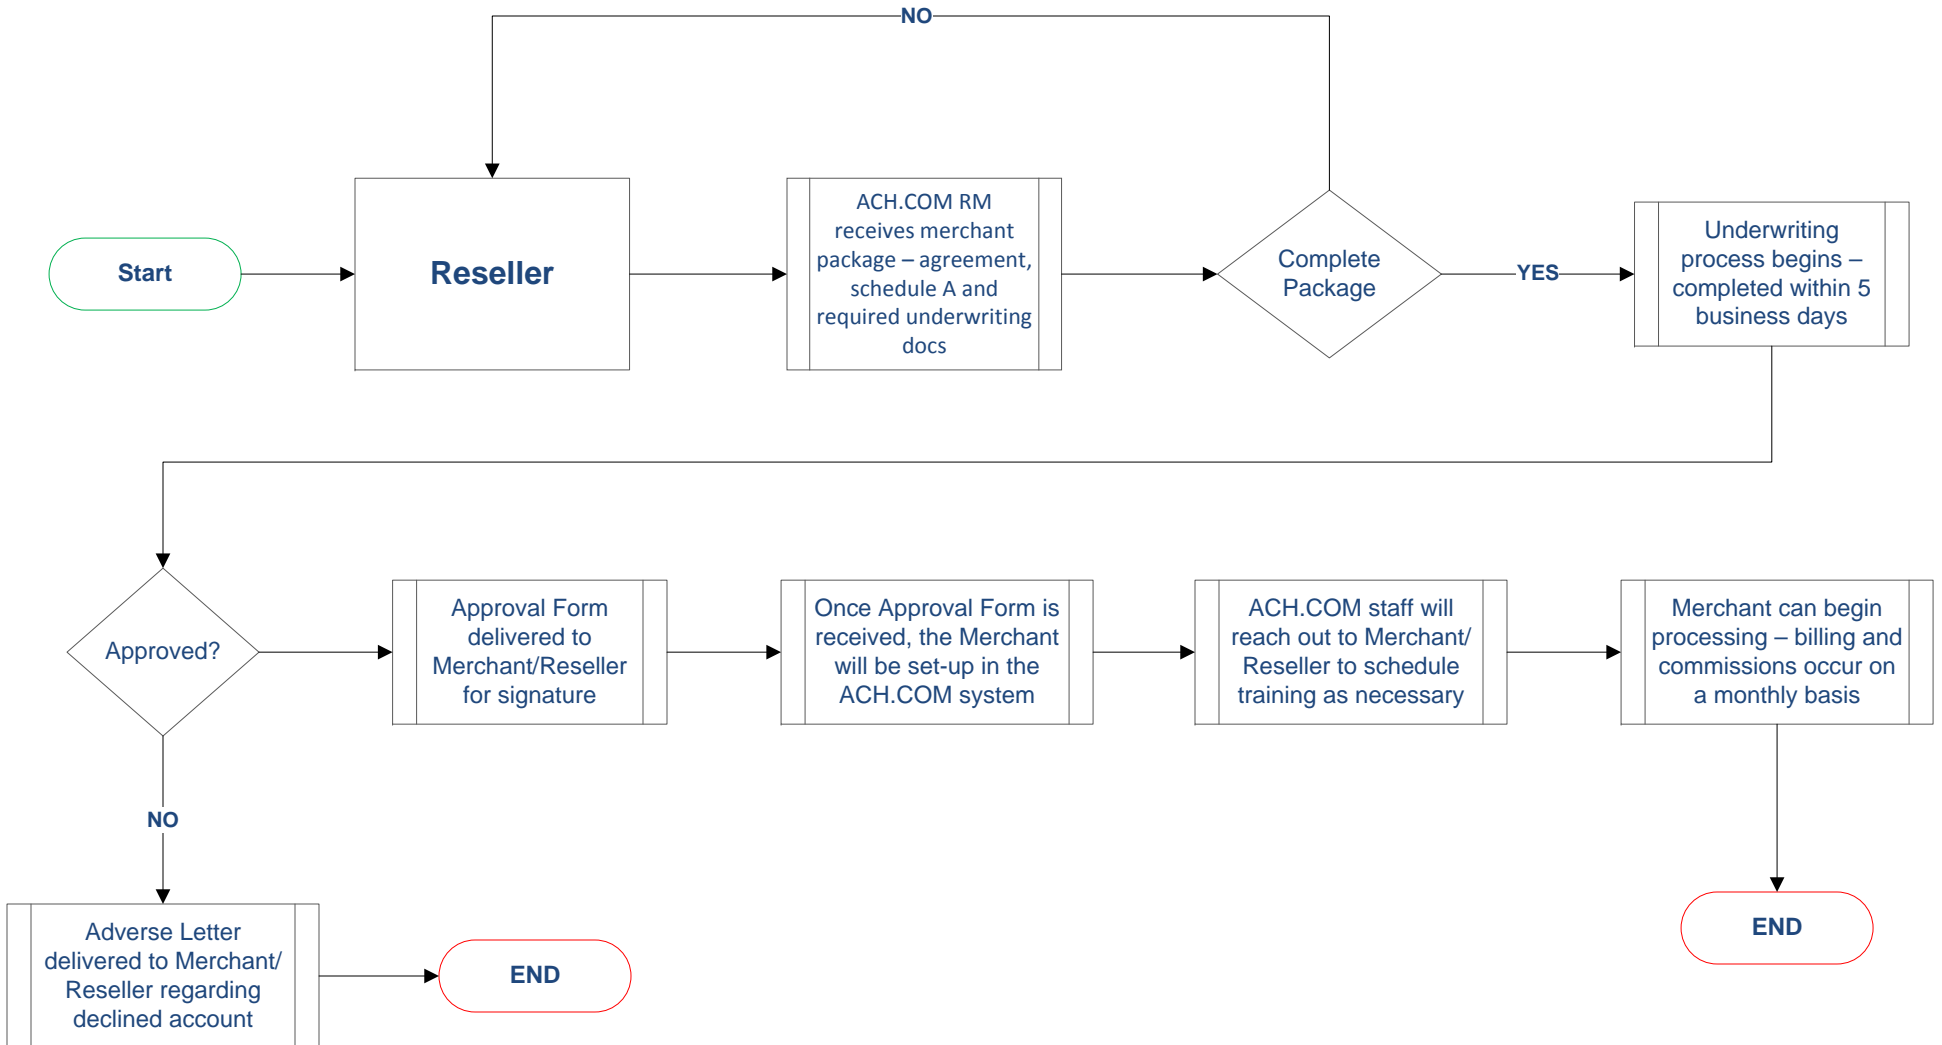 NO
Start
Reseller
ACH.COM RM
receives merchant
package – agreement,
schedule A and
required underwriting
docs
Complete
Package
YES
Underwriting
process begins –
completed within 5
business days
Approved?
Approval Form
delivered to
Merchant/Reseller
for signature
Once Approval Form is
received, the Merchant
will be set-up in the
ACH.COM system
ACH.COM staff will
reach out to Merchant/
Reseller to schedule
training as necessary
Merchant can begin
processing – billing and
commissions occur on
a monthly basis
NO
Adverse Letter
delivered to Merchant/
Reseller regarding
declined account
END
END